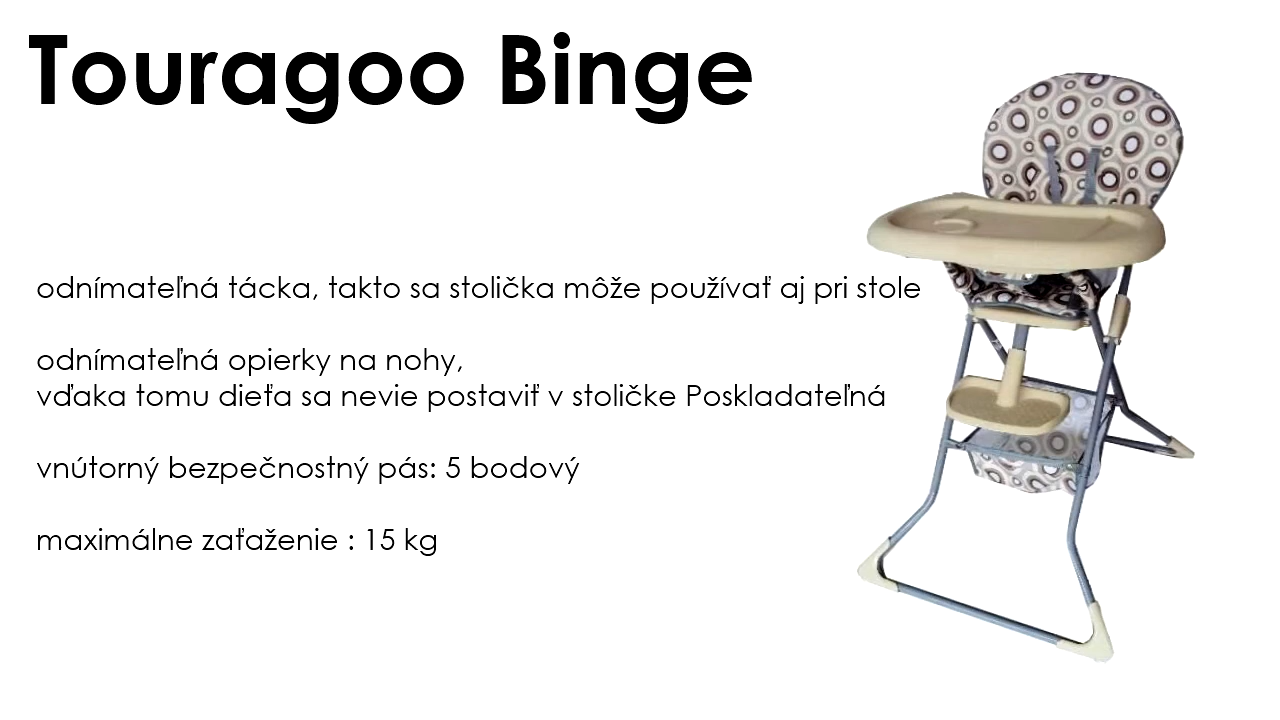 Touragoo Binge
odnímateľná tácka, takto sa stolička môže používať aj pri stole
odnímateľná opierky na nohy,
vďaka tomu dieťa sa nevie postaviť v stoličke Poskladateľná
vnútorný bezpečnostný pás: 5 bodový
maximálne zaťaženie : 15 kg